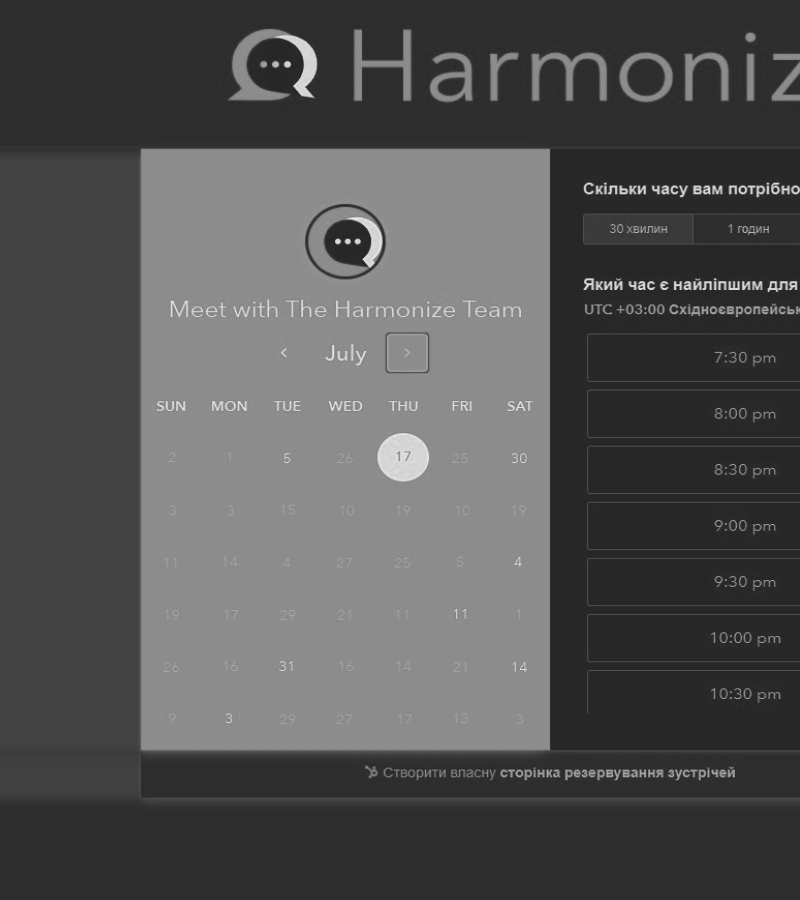 Harmoniz
Meet with The Harmonize Team
July
SUN MON TUE WED THU FRI SAT
2 1 5 26 17 25 30
3 3 15 10 19 10 19
11 14 4 27 25 5 4
19 17 29 21 11 11 1
26 16 31 16 14 21 14
9 3 29 27 17 13 3
Скільки часу вам потрібно
30 хвилин 1 годин
Який час є найліпшим для
UTC +03:00 Східноєвропейськ
7:30 pm
8:00 pm
8:30 pm
9:00 pm
9:30 pm
10:00 pm
10:30 pm
Створити власну сторінка резервування зустрічей